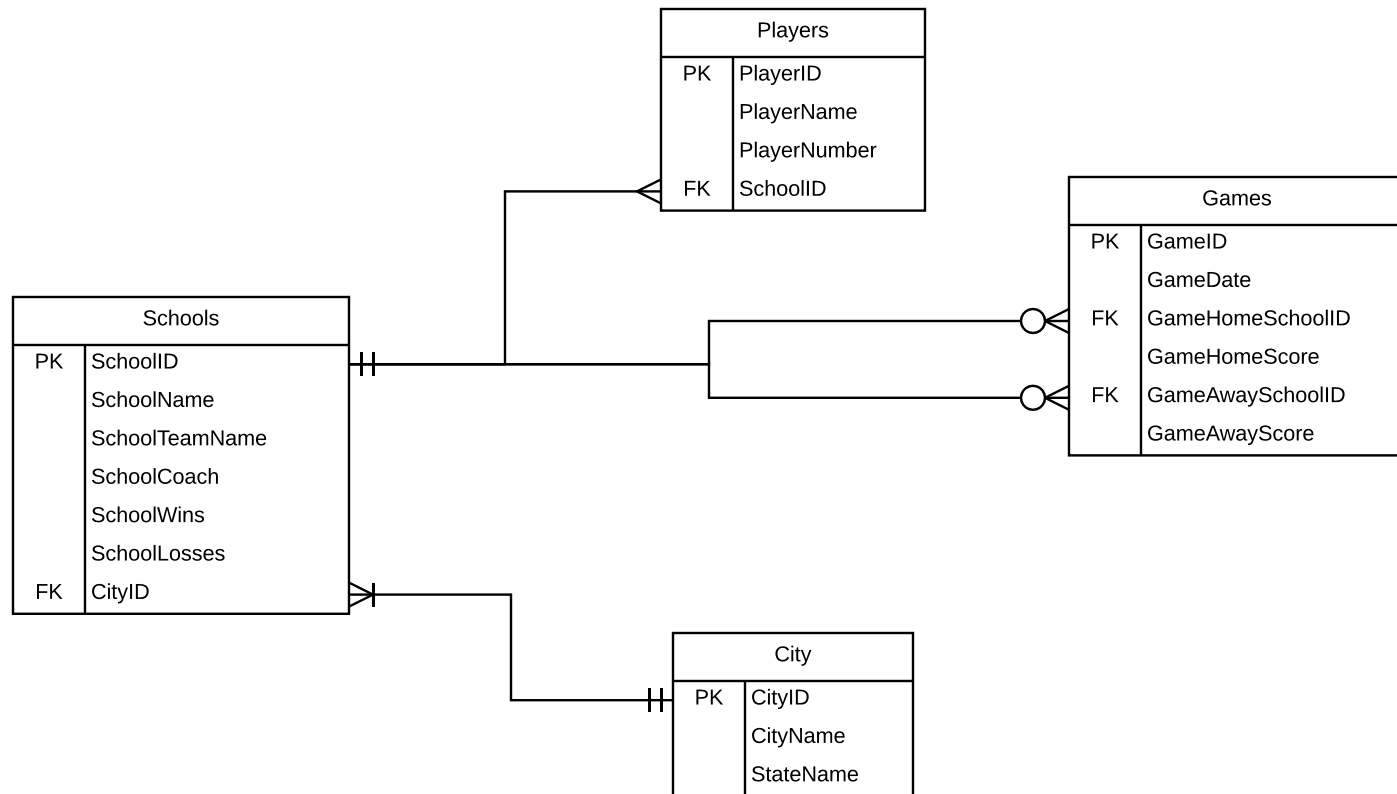 Players
PK PlayerID
PlayerName
PlayerNumber
FK SchoolID
Games
PK GameID
GameDate
FK GameHomeSchoolID
GameHomeScore
FK GameAwaySchoolID
GameAwayScore
Schools
PK SchoolID
SchoolName
SchoolTeamName
SchoolCoach
SchoolWins
SchoolLosses
FK CityID
City
PK CityID
CityName
StateName